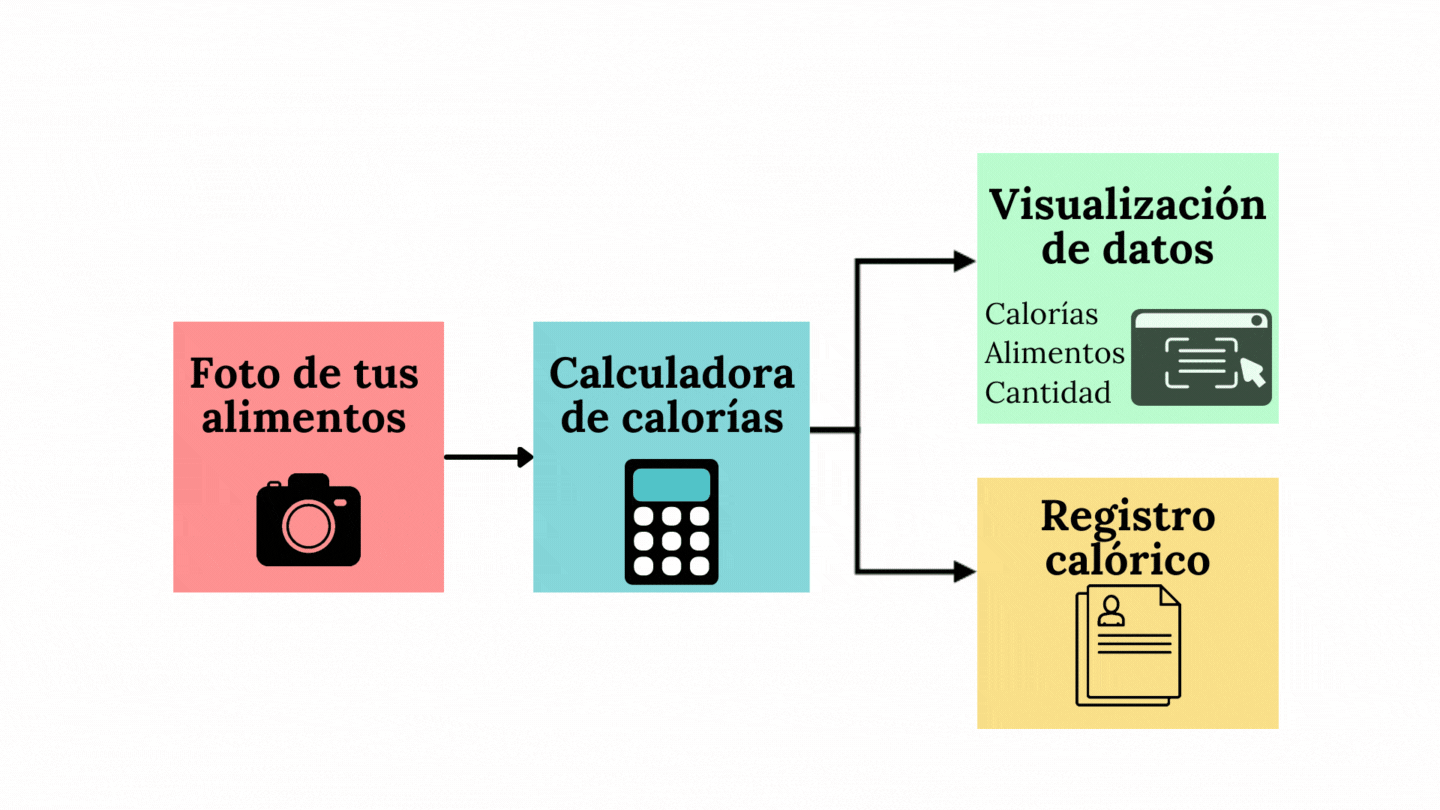 Foto de tus
alimentos
Calculadora
de calorías
Visualización
de datos
Calorías
Alimentos
Cantidad
Registro
calórico